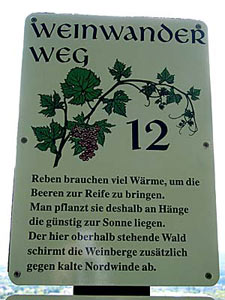 WEINWANDER
WEG
12
Reben brauchen viel Wärme, um die
Beeren zur Reife zu bringen.
Man pflanzt sie deshalb an Hänge
die günstig zur Sonne liegen.
Der hier oberhalb stehende Wald
schirmt die Weinberge zusätzlich
gegen kalte Nordwinde ab.